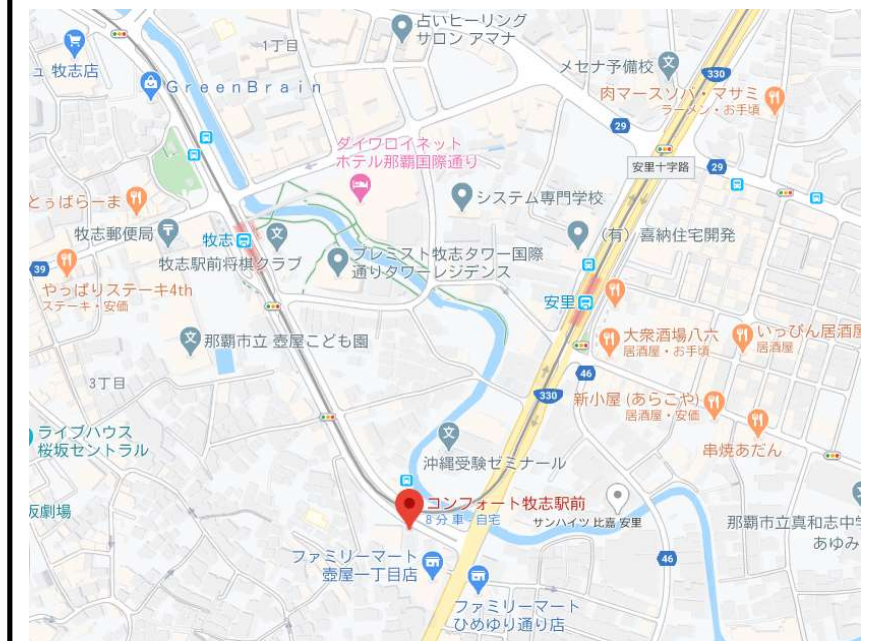 占いヒーリング
サロン アマナ
1丁目
メセナ予備校
ュ 牧志店
330
GreenBrain
肉マースソバ・マサミ
ラーメン・お手頃
29
ダイワロイネット
ホテル那覇国際通り
安里十字路
29
システム専門学校
とぅばらーま
牧志郵便局
牧志
(有) 喜納住宅開発
牧志駅前将棋クラブ
プレミスト牧志タワー国際
通りタワーレジデンス
39
やっぱりステーキ4th
ステーキ・安価
安里
大衆酒場八六
居酒屋・お手頃
いっぴん居酒屋
居酒屋
那覇市立 壺屋こども園
46
3丁目
330
新小屋 (あらこや)
居酒屋・安価
ライブハウス
桜坂セントラル
串焼あだん
沖縄受験ゼミナール
坂劇場
コンフォート牧志駅前
8分 車 - 自宅
サンハイツ 比嘉 安里
那覇市立真和志中学
あゆみ
ファミリーマート
壺屋一丁目店
46
ファミリーマート
ひめゆり通り店